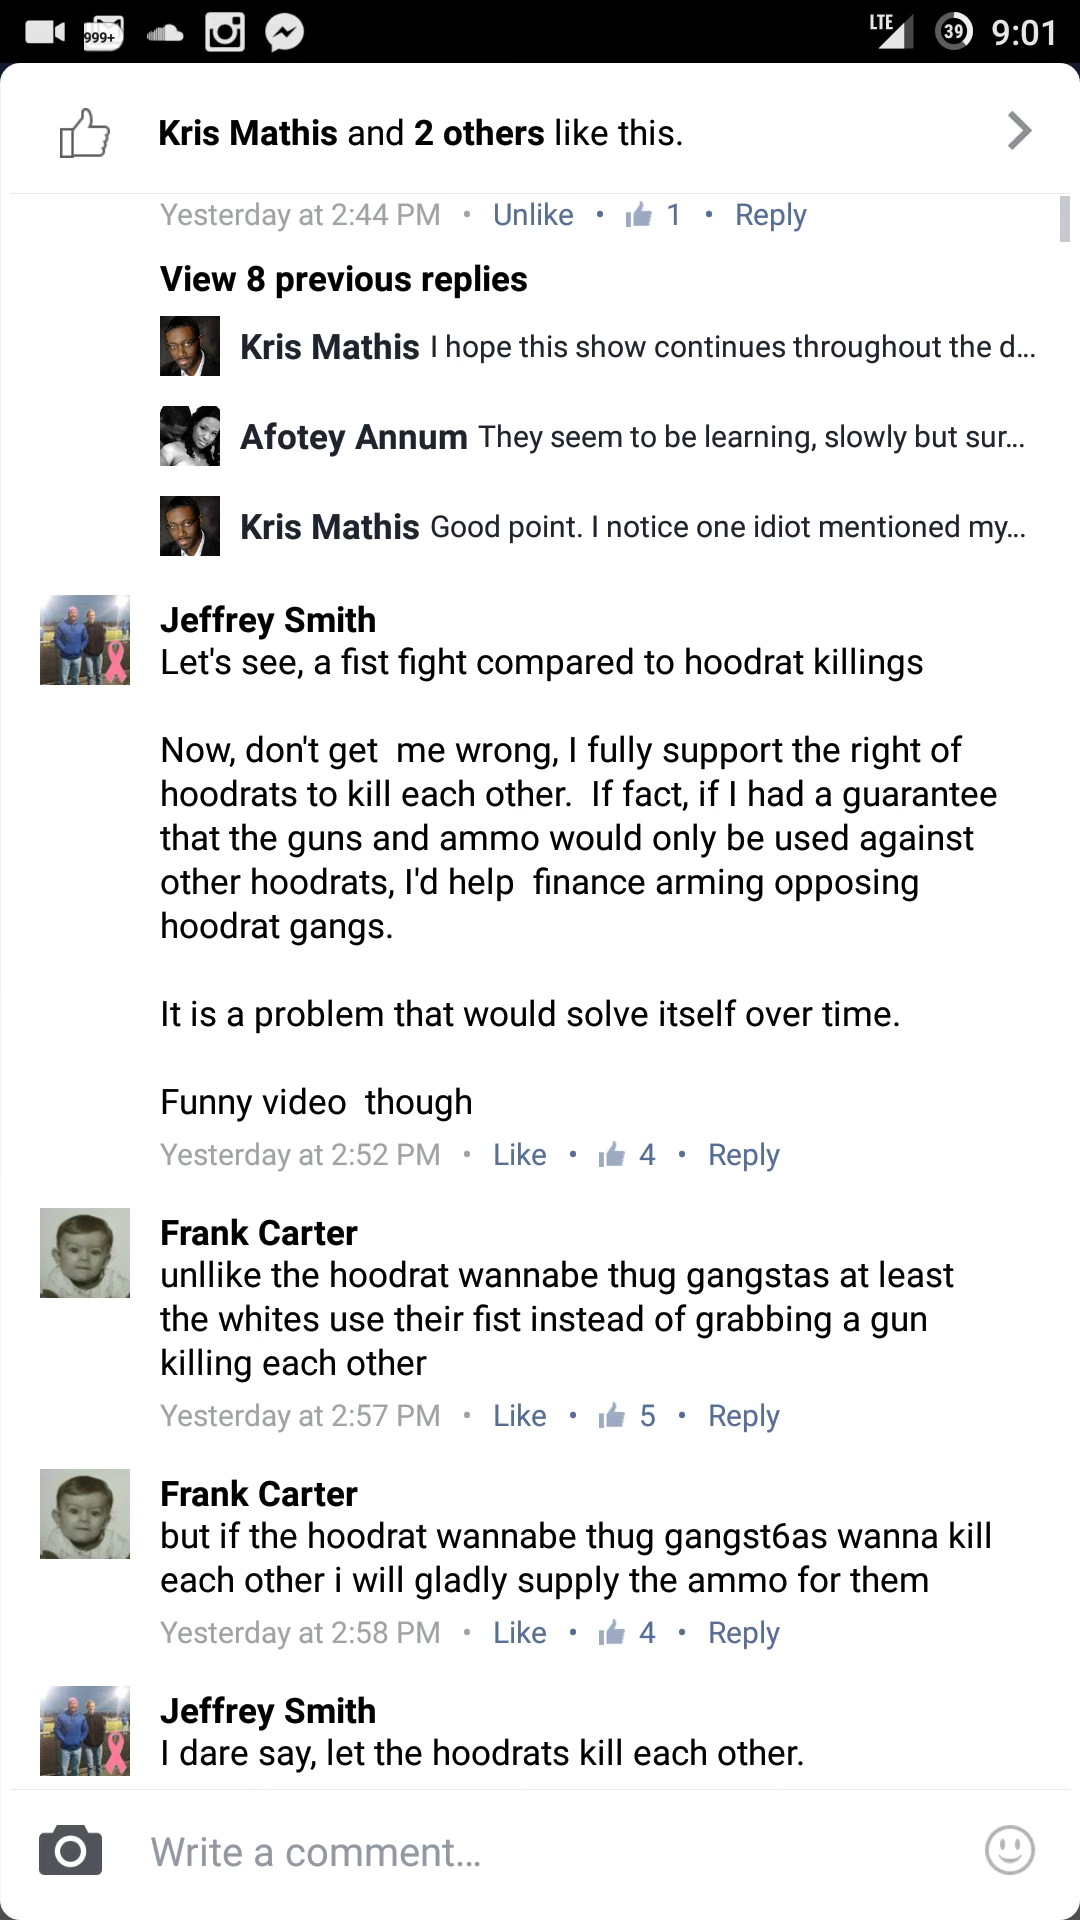 999+
LTE
39
9:01
Kris Mathis and 2 others like this.
Yesterday at 2:44 PM • Unlike • 1 • Reply
View 8 previous replies
Kris Mathis I hope this show continues throughout the d...
Afotey Annum They seem to be learning, slowly but sur...
Kris Mathis Good point. I notice one idiot mentioned my...
Jeffrey Smith
Let's see, a fist fight compared to hoodrat killings
Now, don't get  me wrong, I fully support the right of
hoodrats to kill each other.  If fact, if I had a guarantee
that the guns and ammo would only be used against
other hoodrats, I'd help  finance arming opposing
hoodrat gangs.
It is a problem that would solve itself over time.
Funny video  though
Yesterday at 2:52 PM • Like • 4 • Reply
Frank Carter
unllike the hoodrat wannabe thug gangstas at least
the whites use their fist instead of grabbing a gun
killing each other
Yesterday at 2:57 PM • Like • 5 • Reply
Frank Carter
but if the hoodrat wannabe thug gangst6as wanna kill
each other i will gladly supply the ammo for them
Yesterday at 2:58 PM • Like • 4 • Reply
Jeffrey Smith
I dare say, let the hoodrats kill each other.
Write a comment...